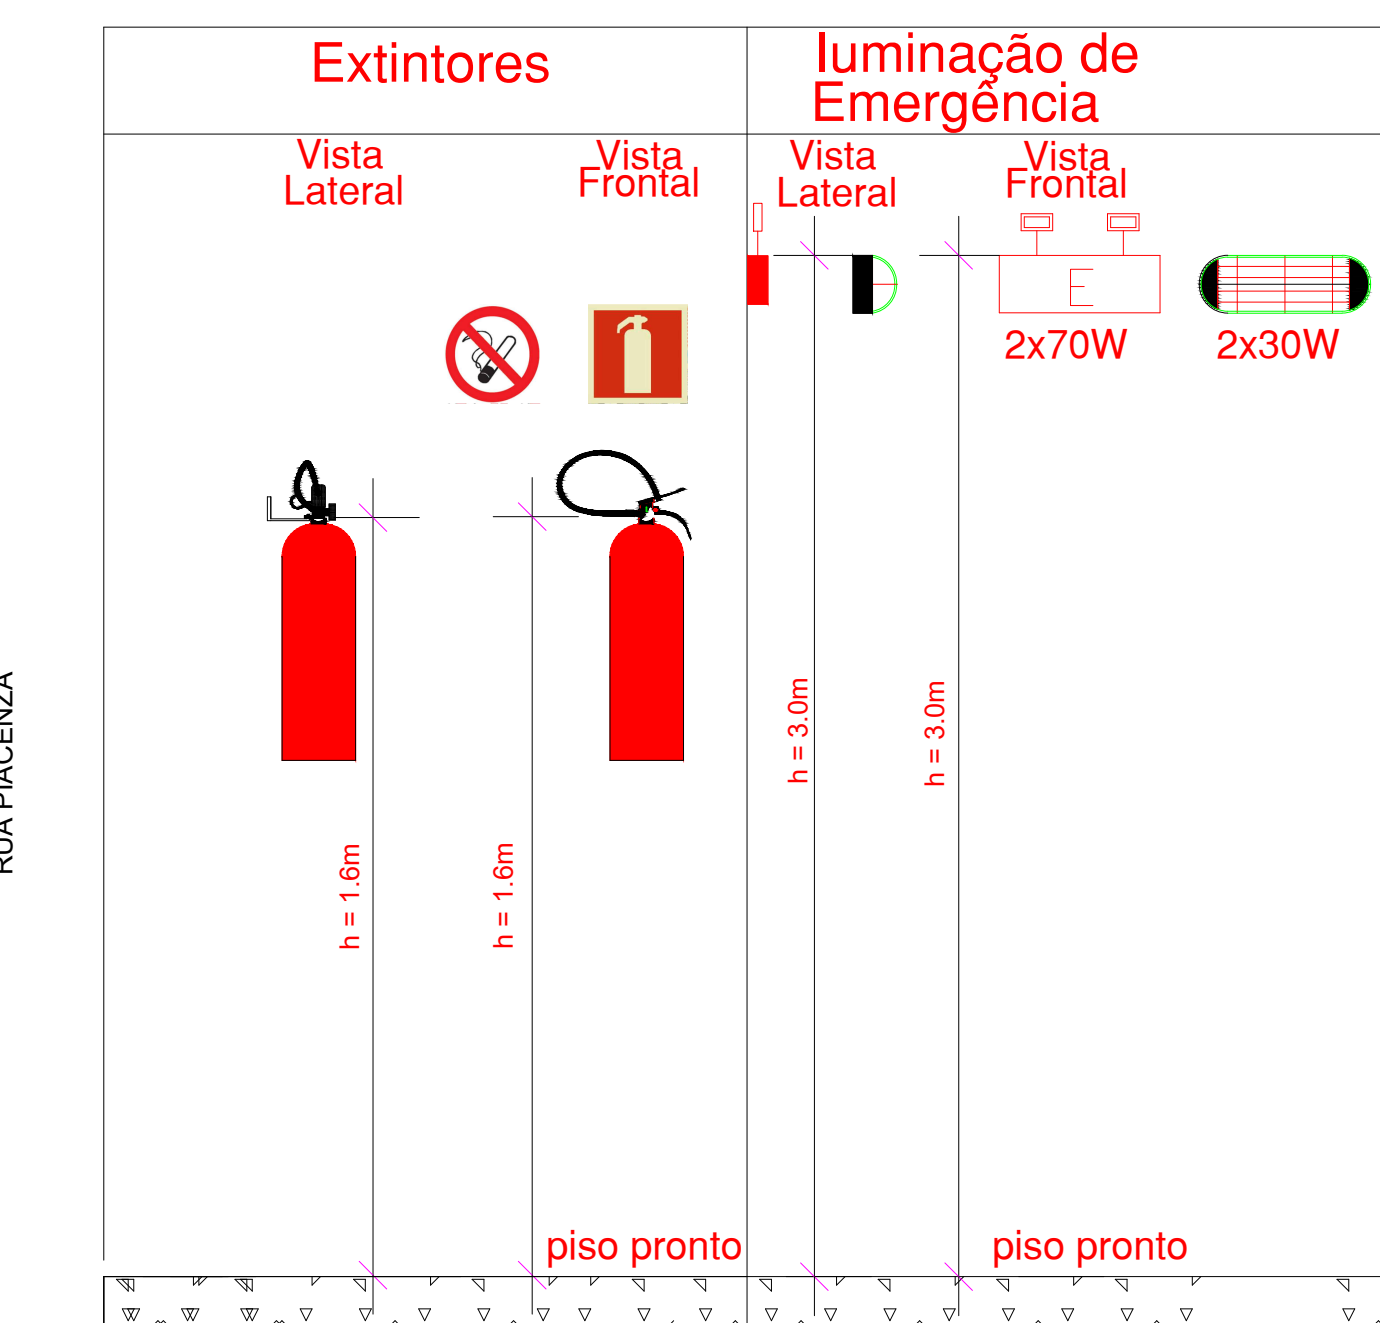 Extintores
Iuminação de
Emergência
Vista
Lateral
Vista
Frontal
Vista
Lateral
Vista
Frontal
E
2x70W
2x30W
h = 1.6m
h = 1.6m
h = 3.0m
h = 3.0m
piso pronto
piso pronto
RUA PIACENZA